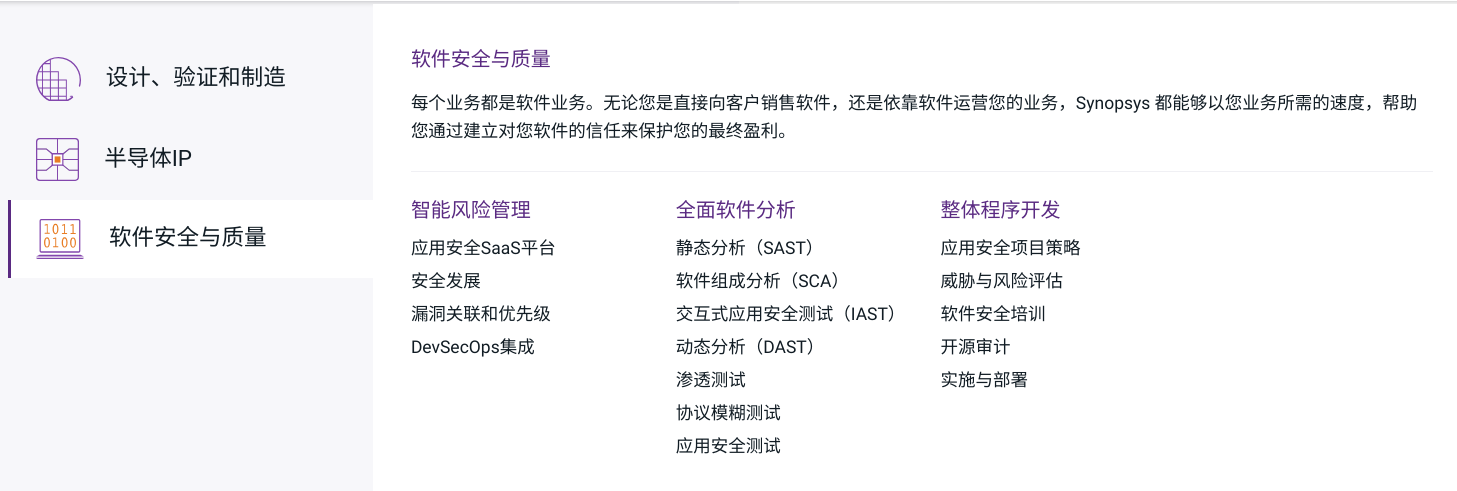 设计、验证和制造
半导体IP
1011
0100
软件安全与质量
软件安全与质量
每个业务都是软件业务。无论您是直接向客户销售软件，还是依靠软件运营您的业务，Synopsys 都能够以您业务所需的速度，帮助
您通过建立对您软件的信任来保护您的最终盈利。
智能风险管理
应用安全SaaS平台
安全发展
漏洞关联和优先级
DevSecOps集成
全面软件分析
静态分析（SAST）
软件组成分析（SCA）
交互式应用安全测试（IAST）
动态分析（DAST）
渗透测试
协议模糊测试
应用安全测试
整体程序开发
应用安全项目策略
威胁与风险评估
软件安全培训
开源审计
实施与部署